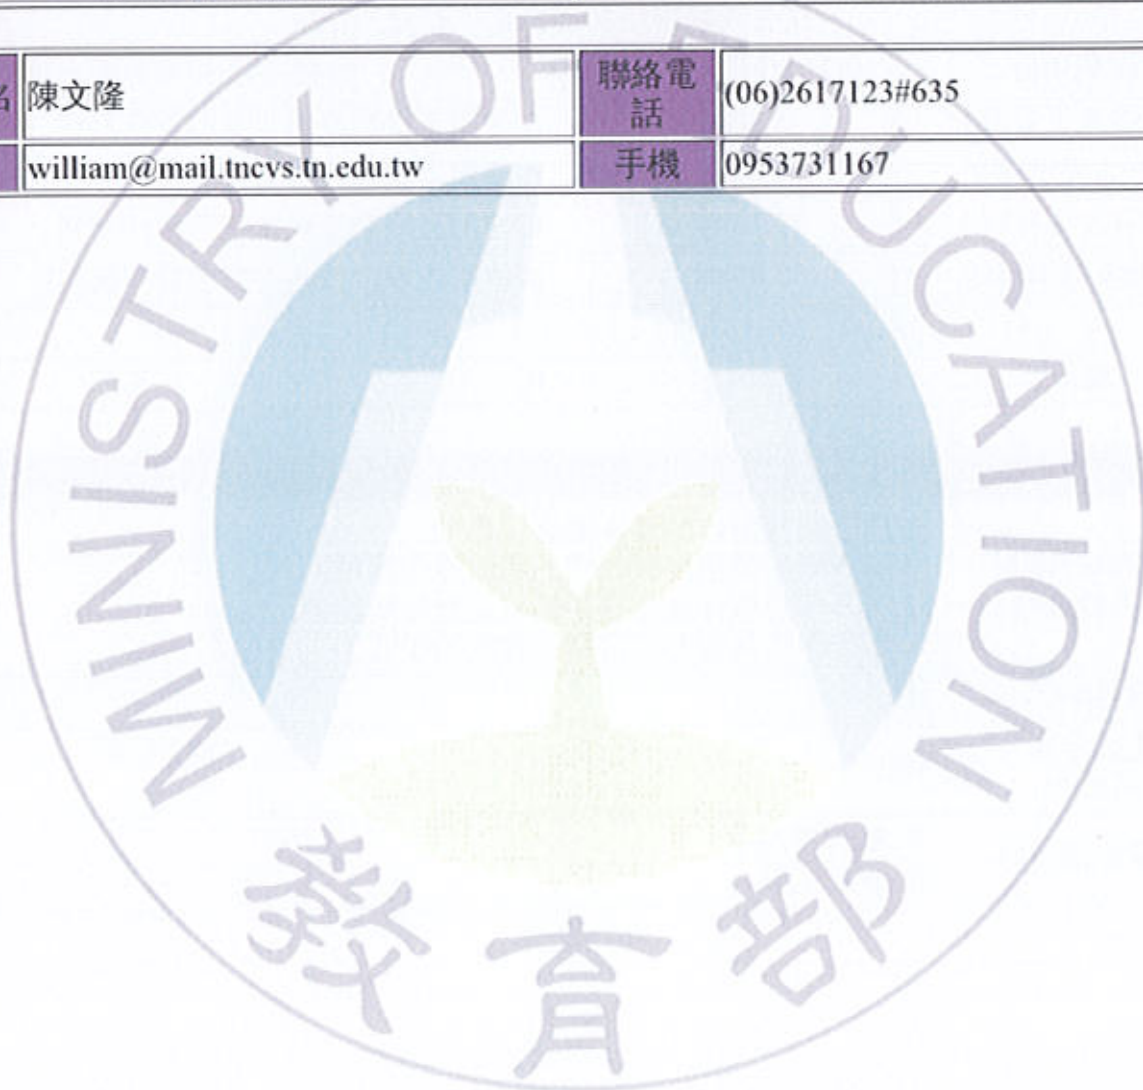 名 陳文隆 聯絡電話 (06)2617123#635
william@mail.tncvs.tn.edu.tw 手機 0953731167
MINISTRY OF EDUCATION
教育部